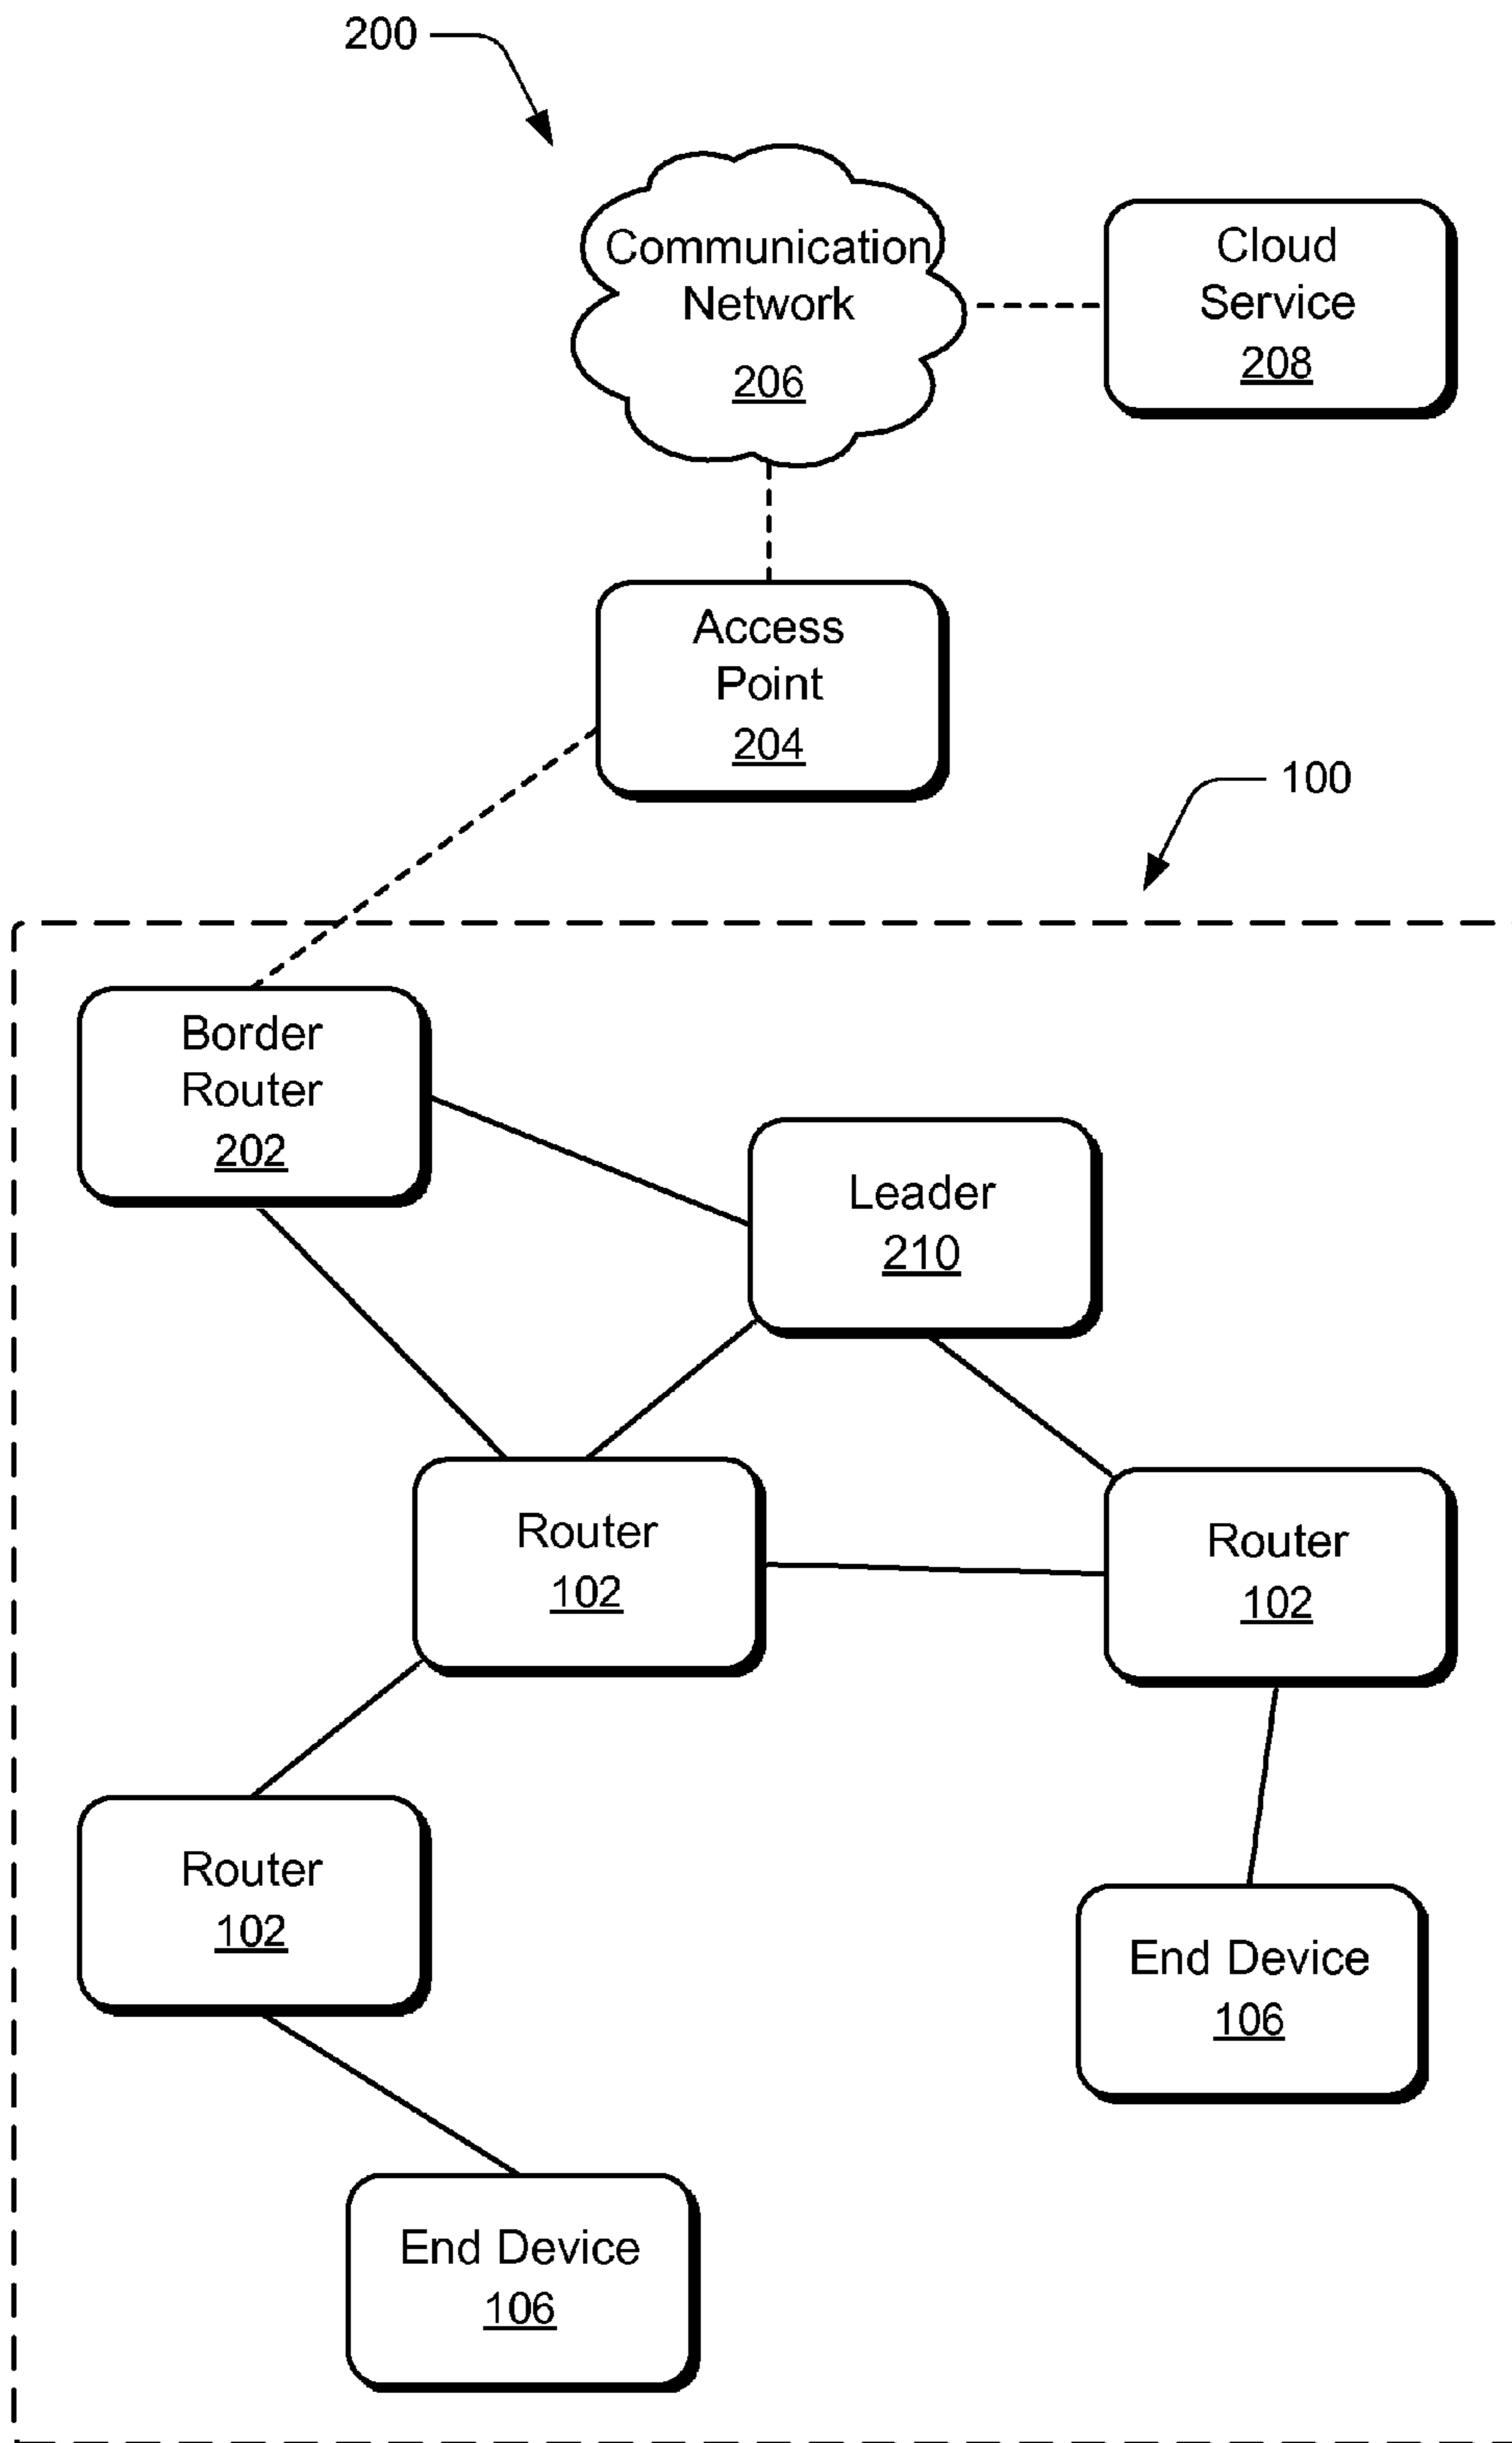 200
Communication
Network
206
Cloud
Service
208
Access
Point
204
100
Border
Router
202
Leader
210
Router
102
Router
102
Router
102
End Device
106
End Device
106